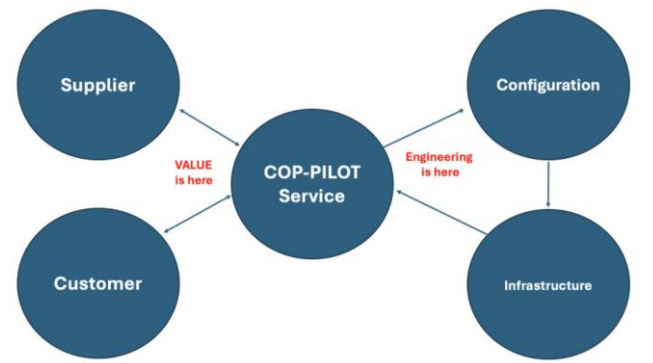 Supplier
Configuration
VALUE
is here
COP-PILOT
Service
Engineering
is here
Customer
Infrastructure